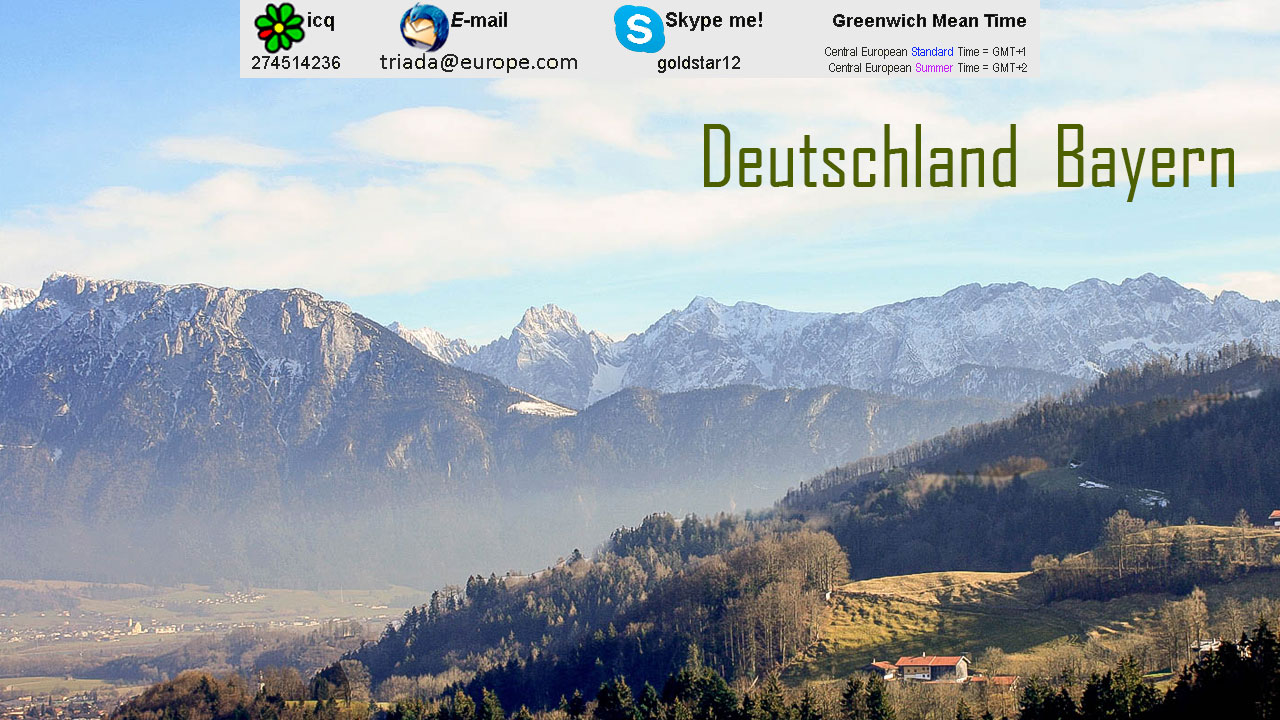 icq
E-mail
Skype me!
Greenwich Mean Time
Central European Standard Time = GMT+1
274514236
triada@europe.com
goldstar12
Central European Summer Time = GMT+2
Deutschland Bayern